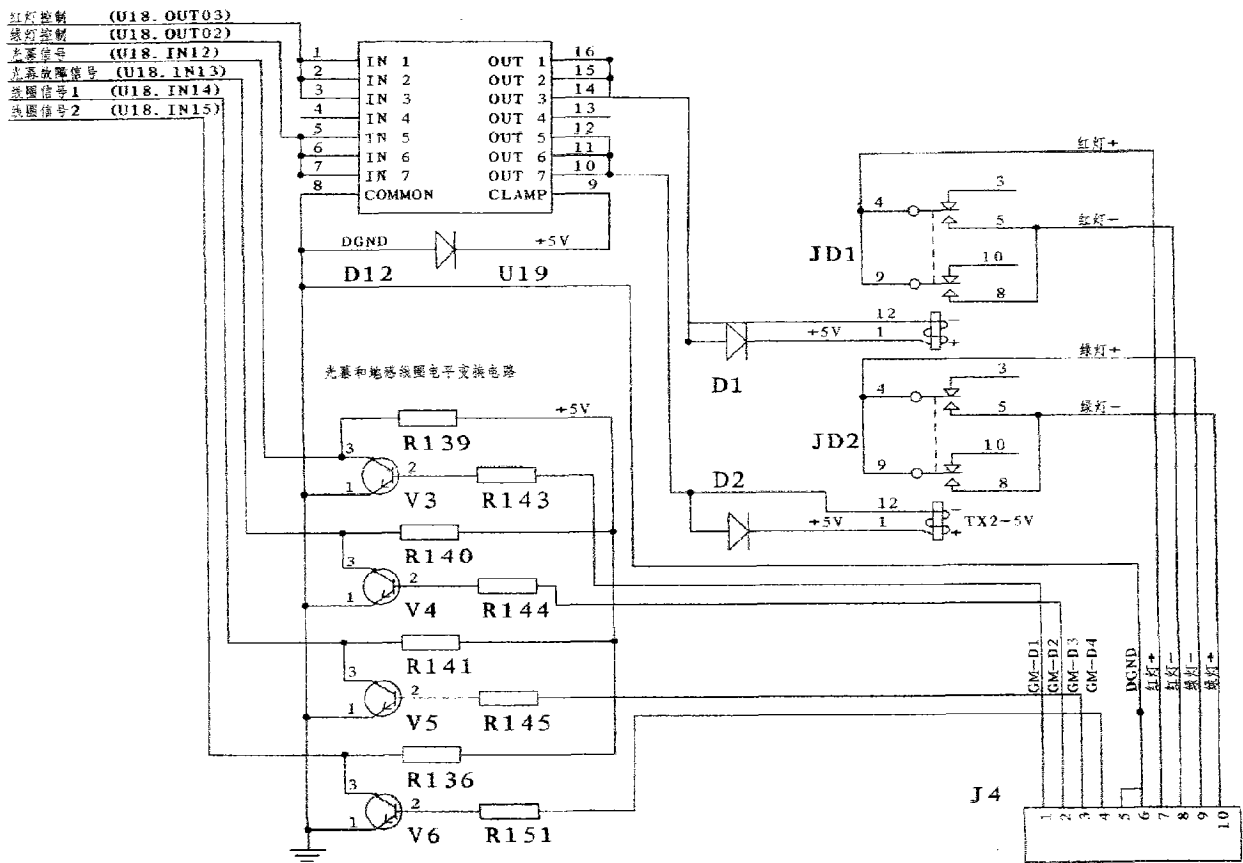 红灯控制 (U18. OUT03)
绿灯控制 (U18. OUT02)
光幕信号 (U18. IN12)
光幕故障信号 (U18. IN13)
线圈信号1 (U18. IN14)
线圈信号2 (U18. IN15)
1 IN 1 OUT 1 16
2 IN 2 OUT 2 15
3 IN 3 OUT 3 14
4 IN 4 OUT 4 13
5 IN 5 OUT 5 12
6 IN 6 OUT 6 11
7 IN 7 OUT 7 10
8 COMMON CLAMP 9
DGND +5V
D12 U19
红灯+
3
4
5 红灯-
JD1
10
9
8
12 −
+5V 1 +
D1
绿灯+
3
4
5 绿灯-
JD2
10
9
8
D2
12 −
+5V 1 +
TX2-5V
光幕和地感线圈电平变换电路
+5V
R139
3
2
1
V3 R143
R140
3
2
1
V4 R144
R141
3
2
1
V5 R145
R136
3
2
1
V6 R151
GM-D1
GM-D2
GM-D3
GM-D4
DGND
红灯+
红灯-
绿灯-
绿灯+
J4
1 2 3 4 5 6 7 8 9 10